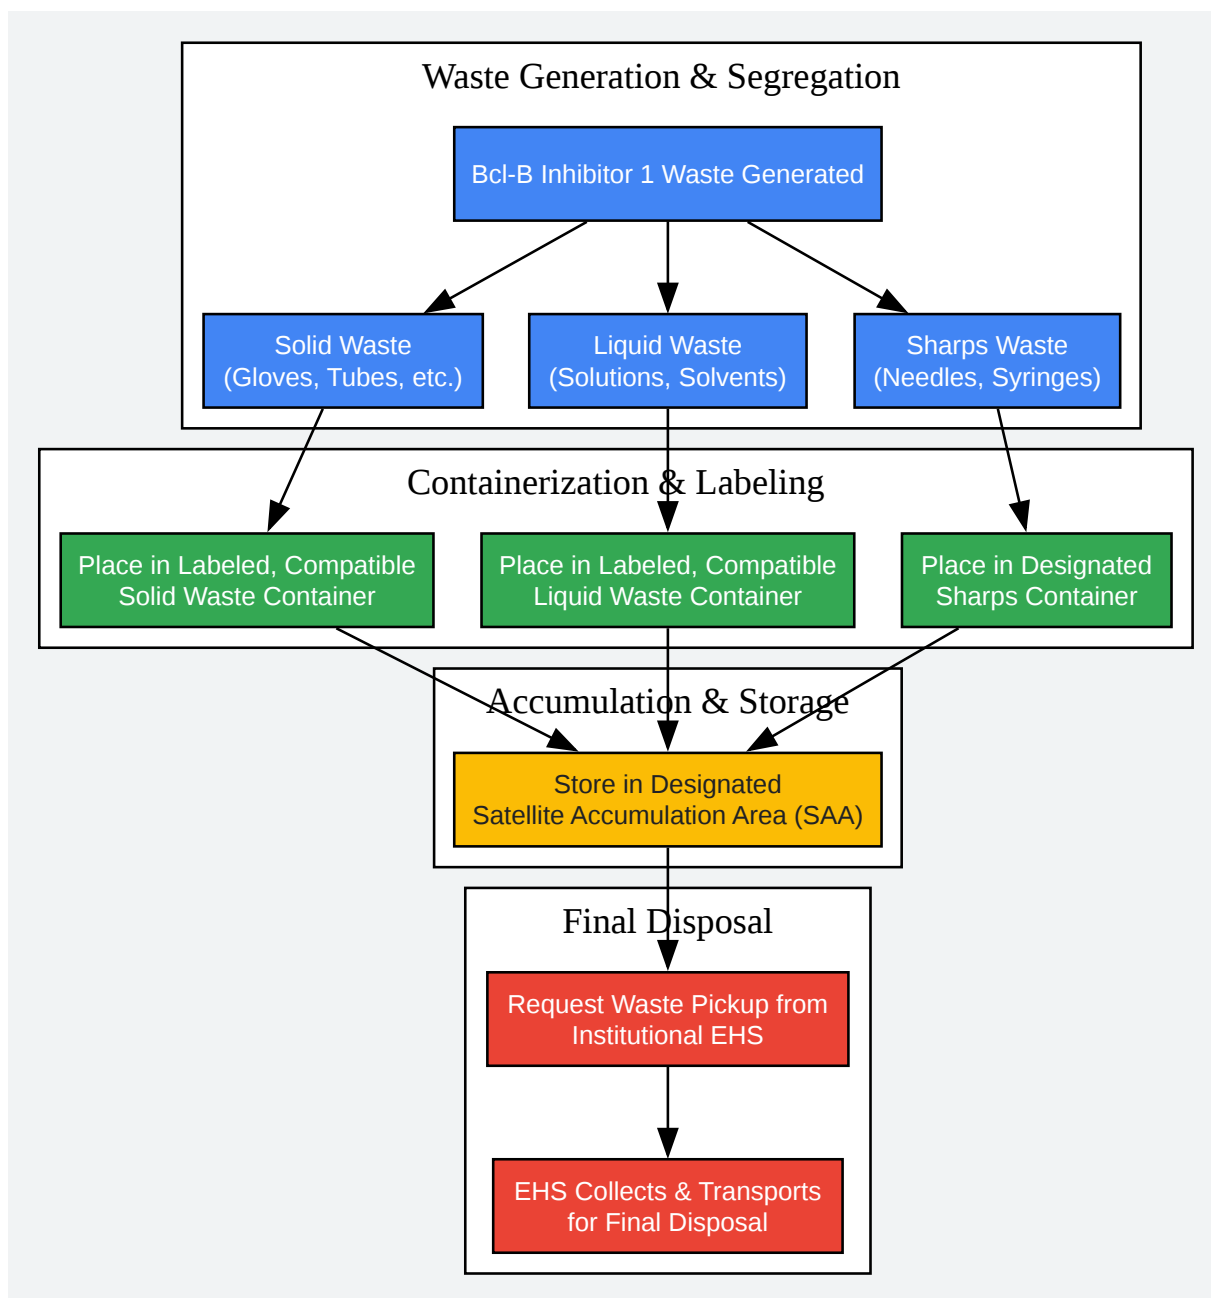 Waste Generation & Segregation
Bcl-B Inhibitor 1 Waste Generated
Solid Waste
(Gloves, Tubes, etc.)
Liquid Waste
(Solutions, Solvents)
Sharps Waste
(Needles, Syringes)
Containerization & Labeling
Place in Labeled, Compatible
Solid Waste Container
Place in Labeled, Compatible
Liquid Waste Container
Place in Designated
Sharps Container
Accumulation & Storage
Store in Designated
Satellite Accumulation Area (SAA)
Final Disposal
Request Waste Pickup from
Institutional EHS
EHS Collects & Transports
for Final Disposal